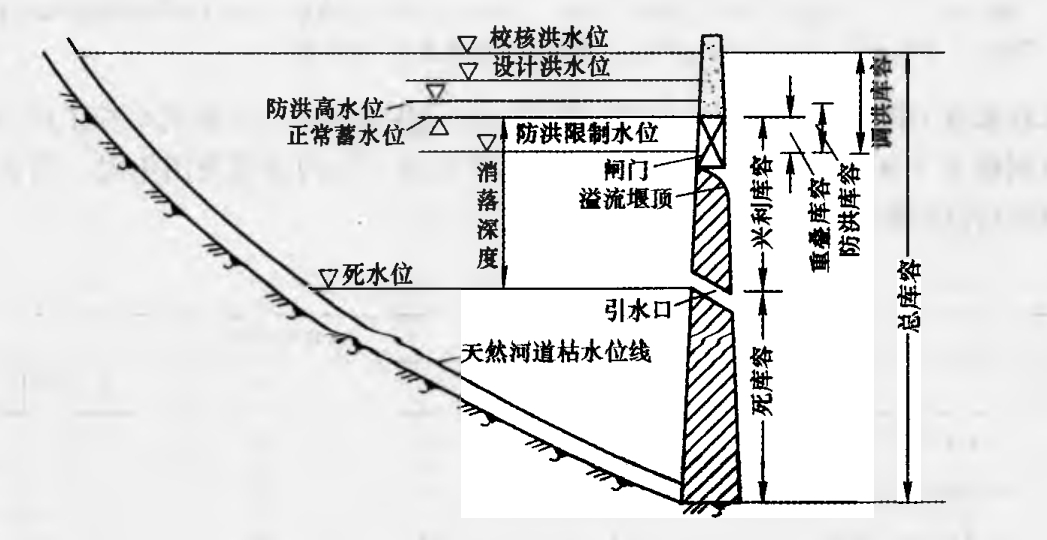 校核洪水位
设计洪水位
防洪高水位
正常蓄水位
防洪限制水位
消落深度
闸门
溢流堰顶
死水位
引水口
天然河道枯水位线
兴利库容
死库容
重叠库容
防洪库容
调洪库容
总库容